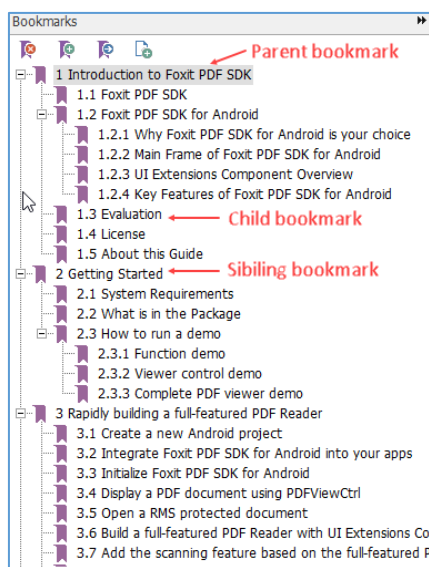 Bookmarks
Parent bookmark
1 Introduction to Foxit PDF SDK
1.1 Foxit PDF SDK
1.2 Foxit PDF SDK for Android
1.2.1 Why Foxit PDF SDK for Android is your choice
1.2.2 Main Frame of Foxit PDF SDK for Android
1.2.3 UI Extensions Component Overview
1.2.4 Key Features of Foxit PDF SDK for Android
1.3 Evaluation Child bookmark
1.4 License
1.5 About this Guide
2 Getting Started Sibiling bookmark
2.1 System Requirements
2.2 What is in the Package
2.3 How to run a demo
2.3.1 Function demo
2.3.2 Viewer control demo
2.3.3 Complete PDF viewer demo
3 Rapidly building a full-featured PDF Reader
3.1 Create a new Android project
3.2 Integrate Foxit PDF SDK for Android into your apps
3.3 Initialize Foxit PDF SDK for Android
3.4 Display a PDF document using PDFViewCtrl
3.5 Open a RMS protected document
3.6 Build a full-featured PDF Reader with UI Extensions Co
3.7 Add the scanning feature based on the full-featured P